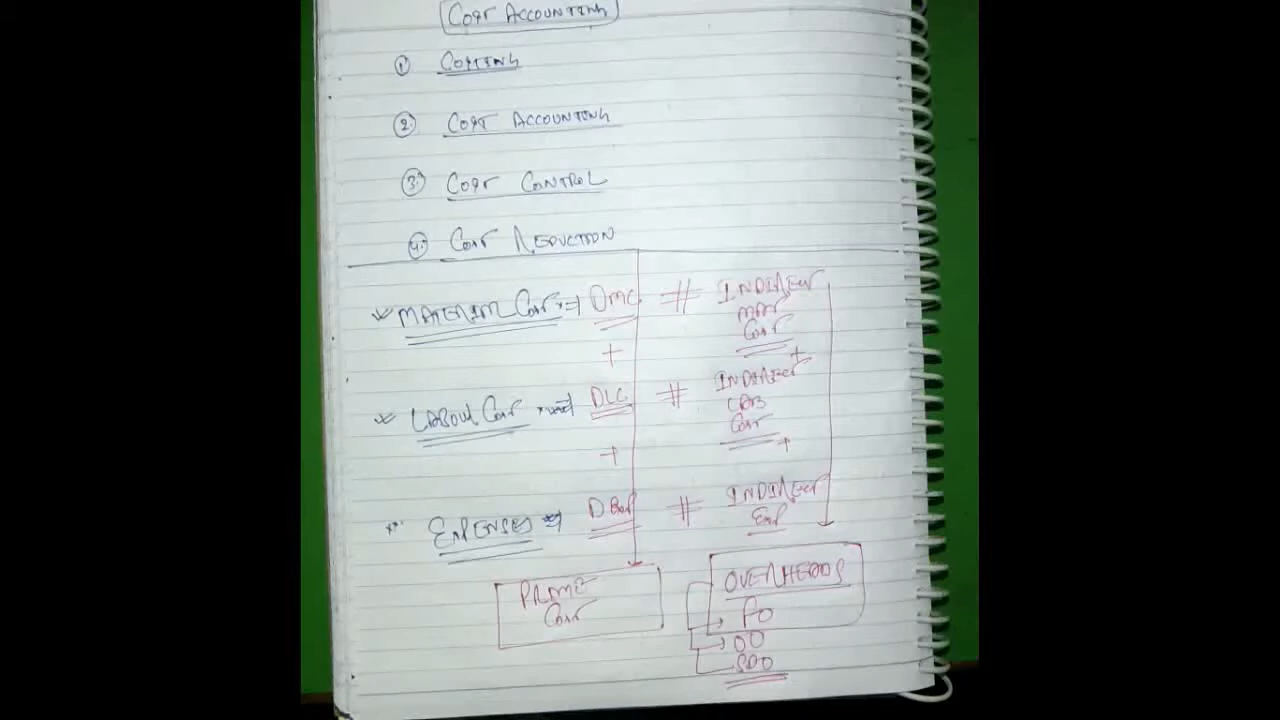 COST ACCOUNTING
1) COSTING
2. COST ACCOUNTING
3. COST CONTROL
4. COST REDUCTION
MATERIAL COST => DMC # INDIRECT
MAT
COST
+ +
LABOUR COST => DLC # INDIRECT
LAB
COST
+ +
EXPENSES => DEXP # INDIRECT
EXP
PRIME
COST
OVERHEADS
FO
OO
SDO